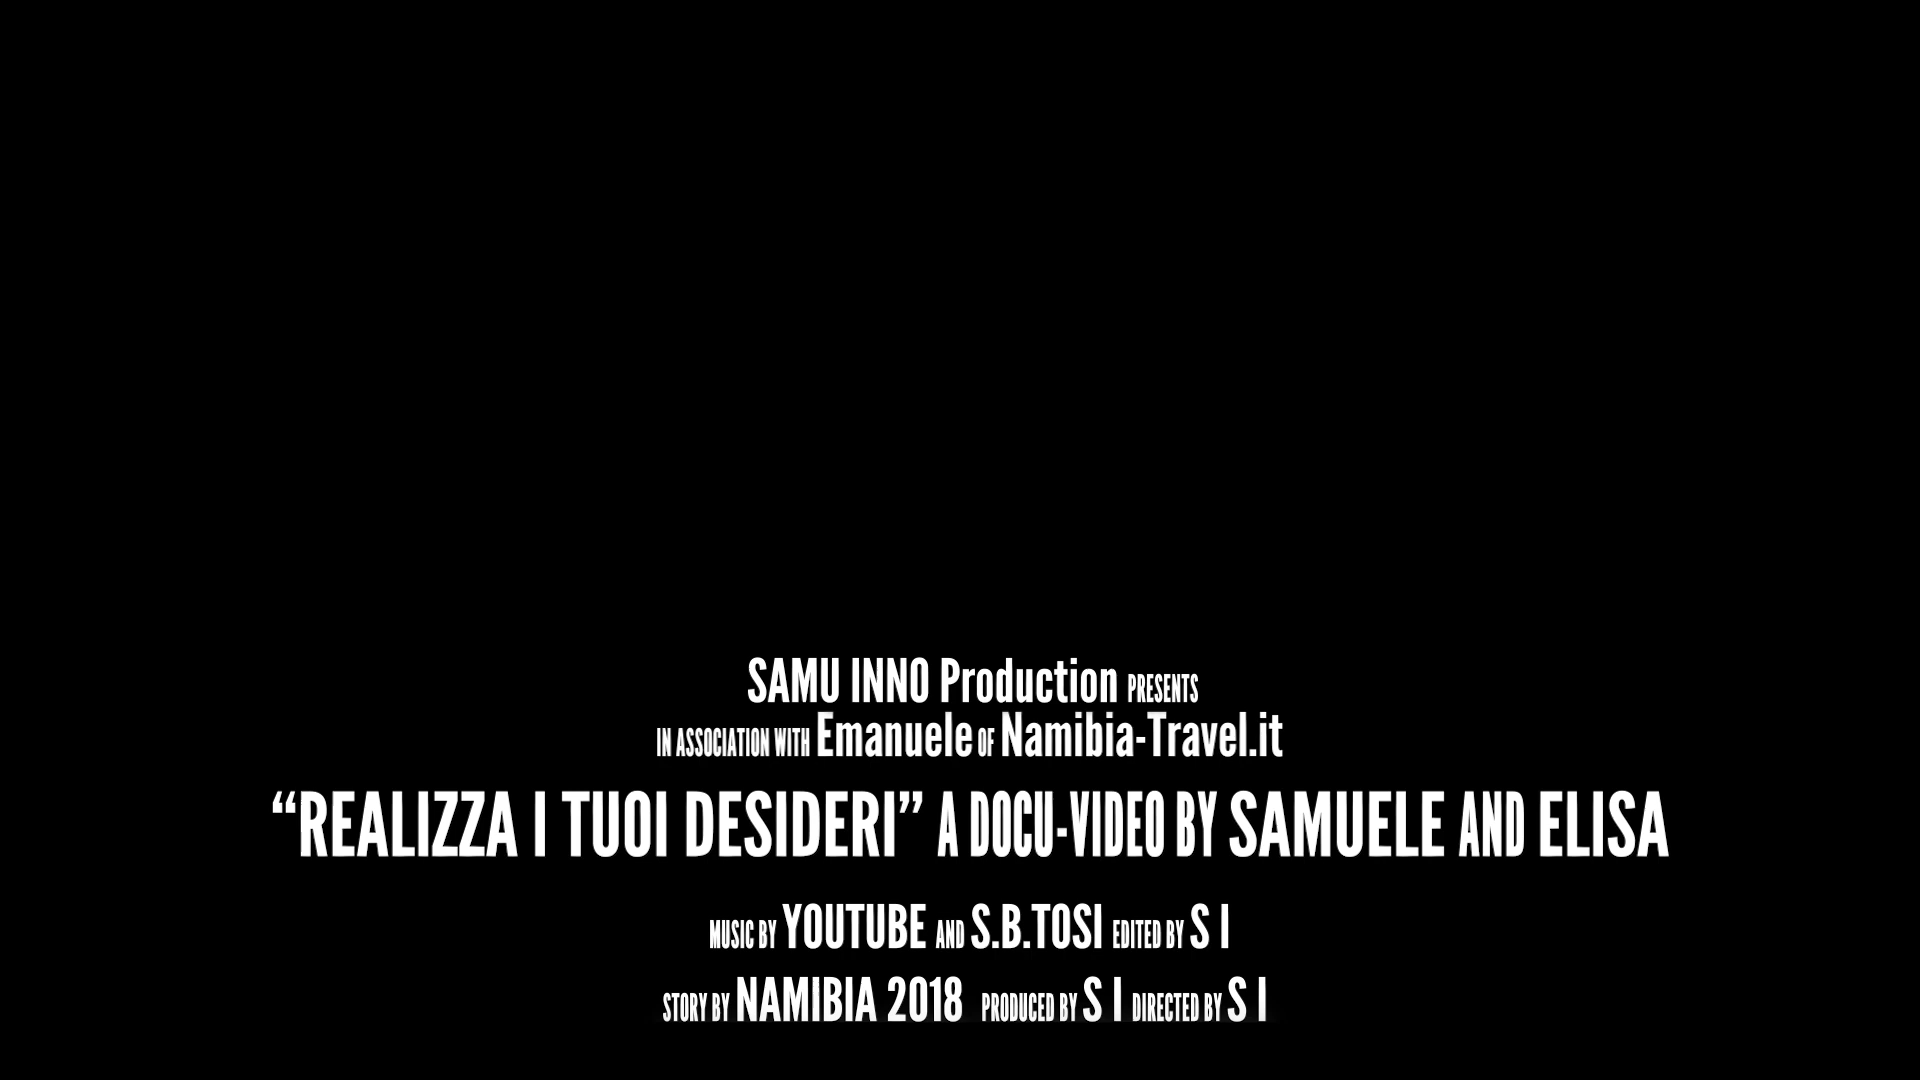 SAMU INNO Production PRESENTS
IN ASSOCIATION WITH Emanuele OF Namibia-Travel.it
“REALIZZA I TUOI DESIDERI” A DOCU-VIDEO BY SAMUELE AND ELISA
MUSIC BY YOUTUBE AND S.B.TOSI EDITED BY S I
STORY BY NAMIBIA 2018 PRODUCED BY S I DIRECTED BY S I